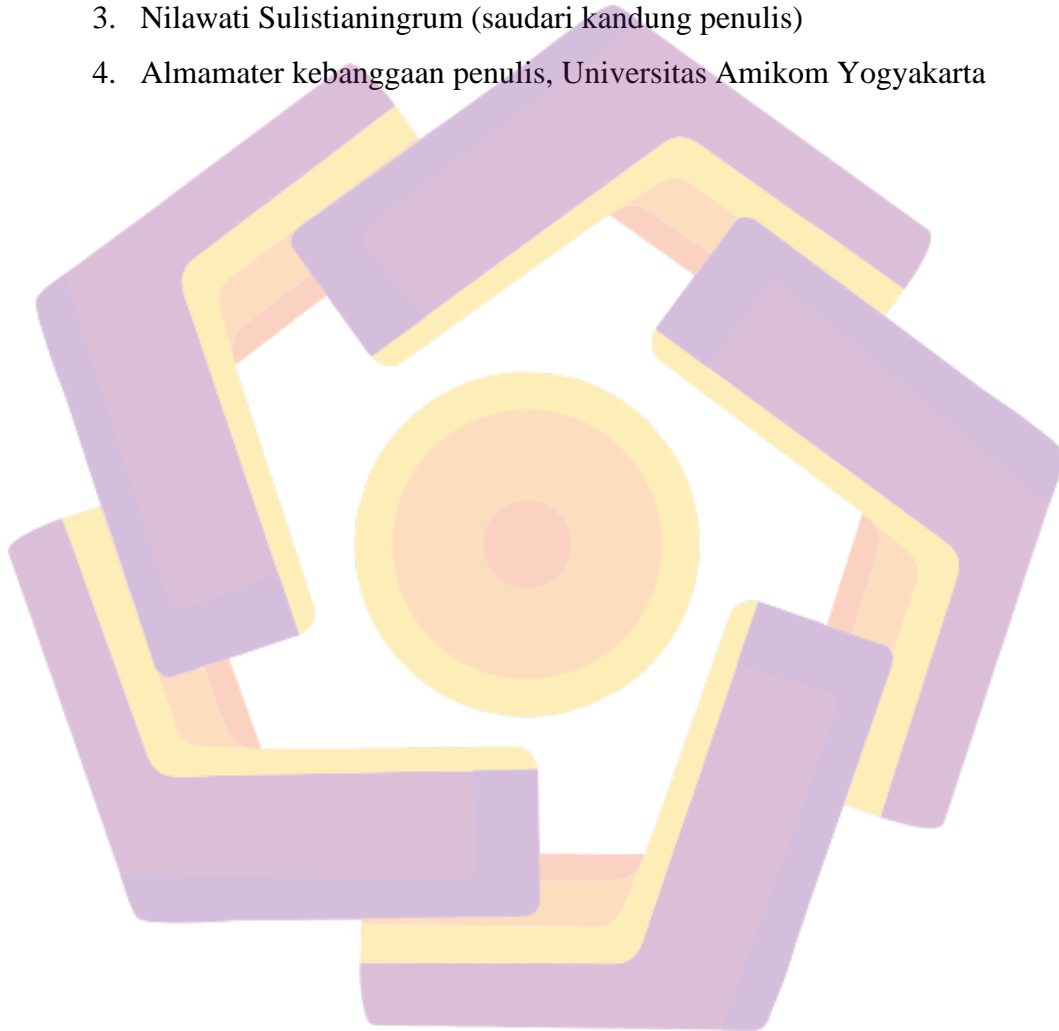 3. Nilawati Sulistianingrum (saudari kandung penulis)
4. Almamater kebanggaan penulis, Universitas Amikom Yogyakarta